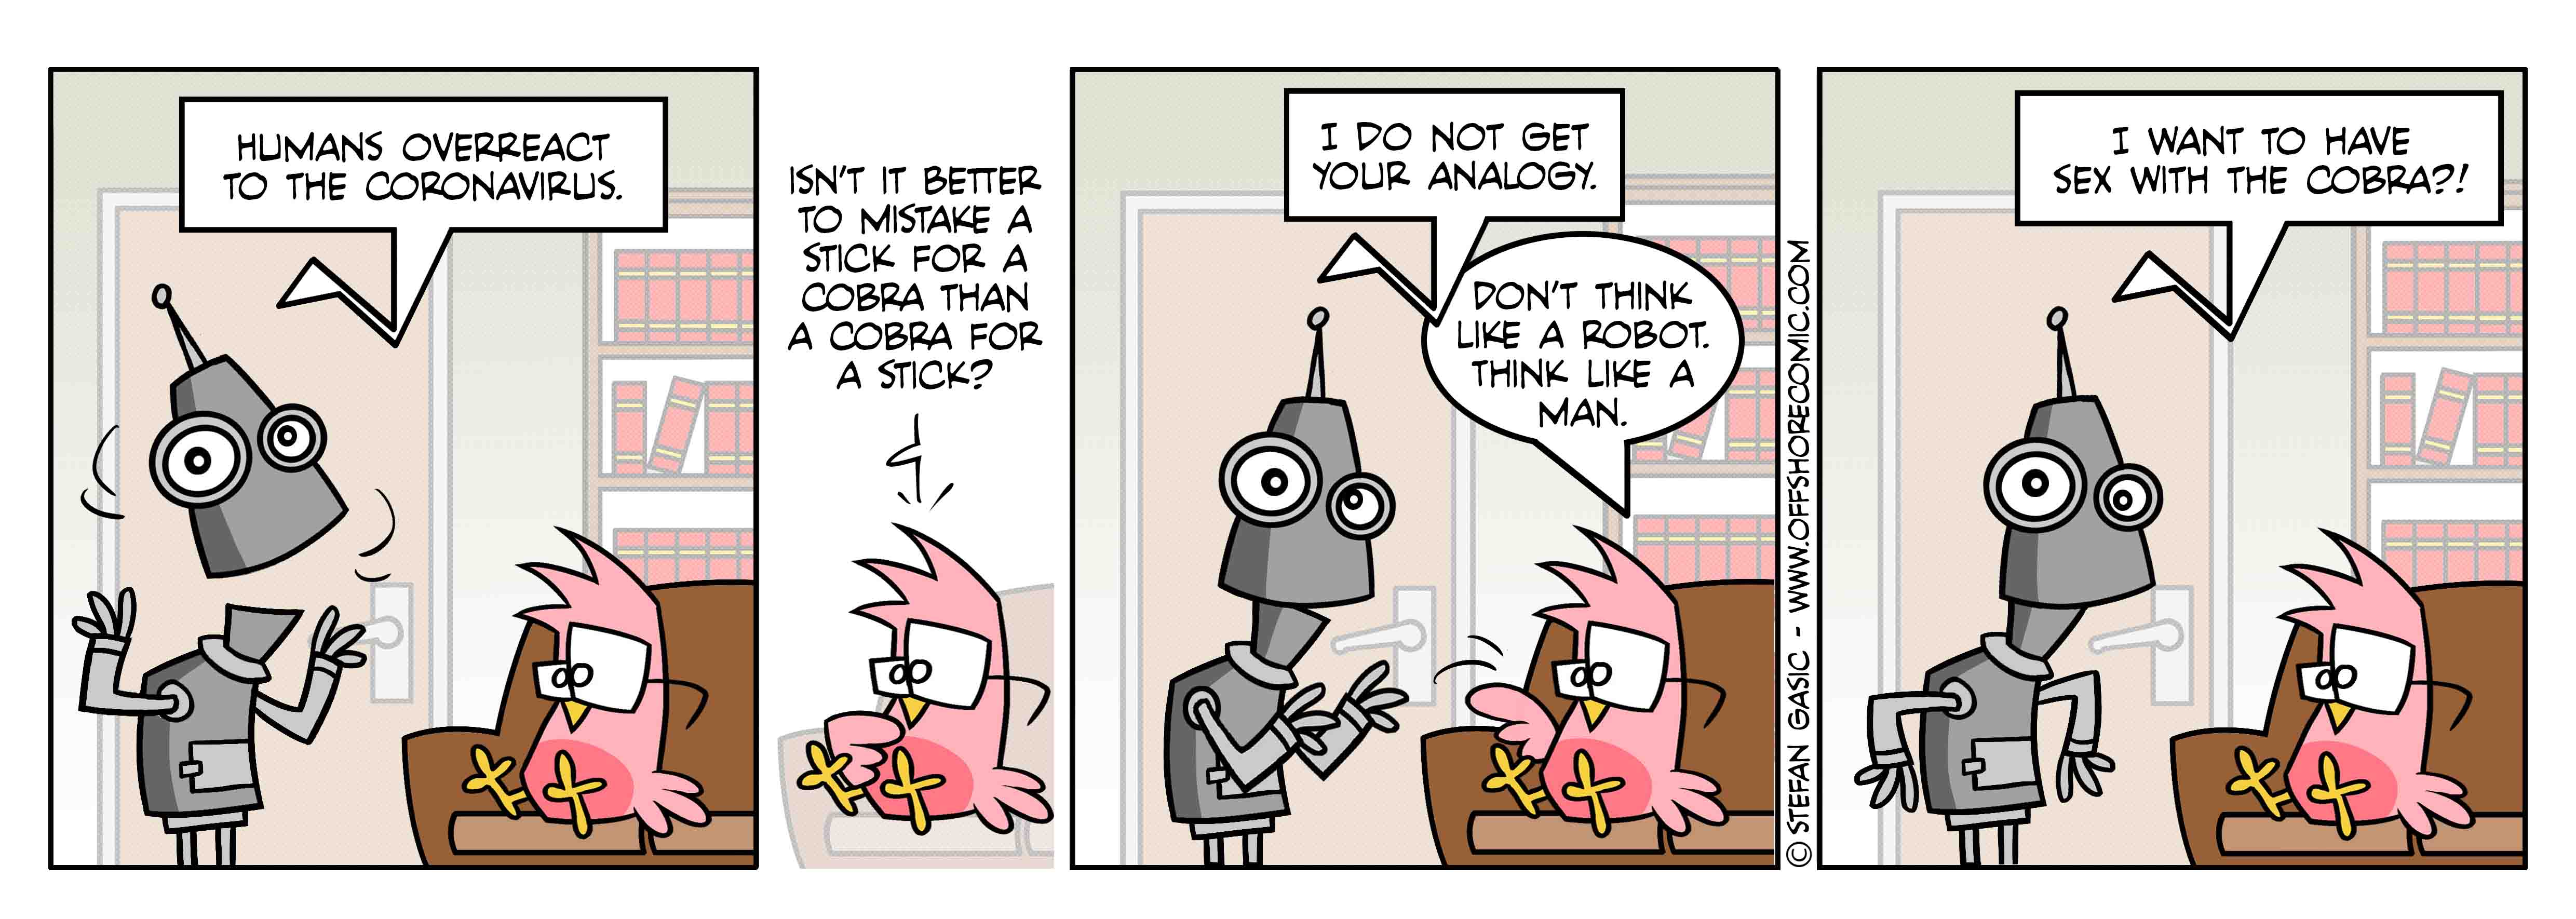 HUMANS OVERREACT
TO THE CORONAVIRUS.
ISN'T IT BETTER
TO MISTAKE A
STICK FOR A
COBRA THAN
A COBRA FOR
A STICK?
I DO NOT GET
YOUR ANALOGY.
DON'T THINK
LIKE A ROBOT.
THINK LIKE A
MAN.
© STEFAN GASIC - WWW.OFFSHORECOMIC.COM
I WANT TO HAVE
SEX WITH THE COBRA?!